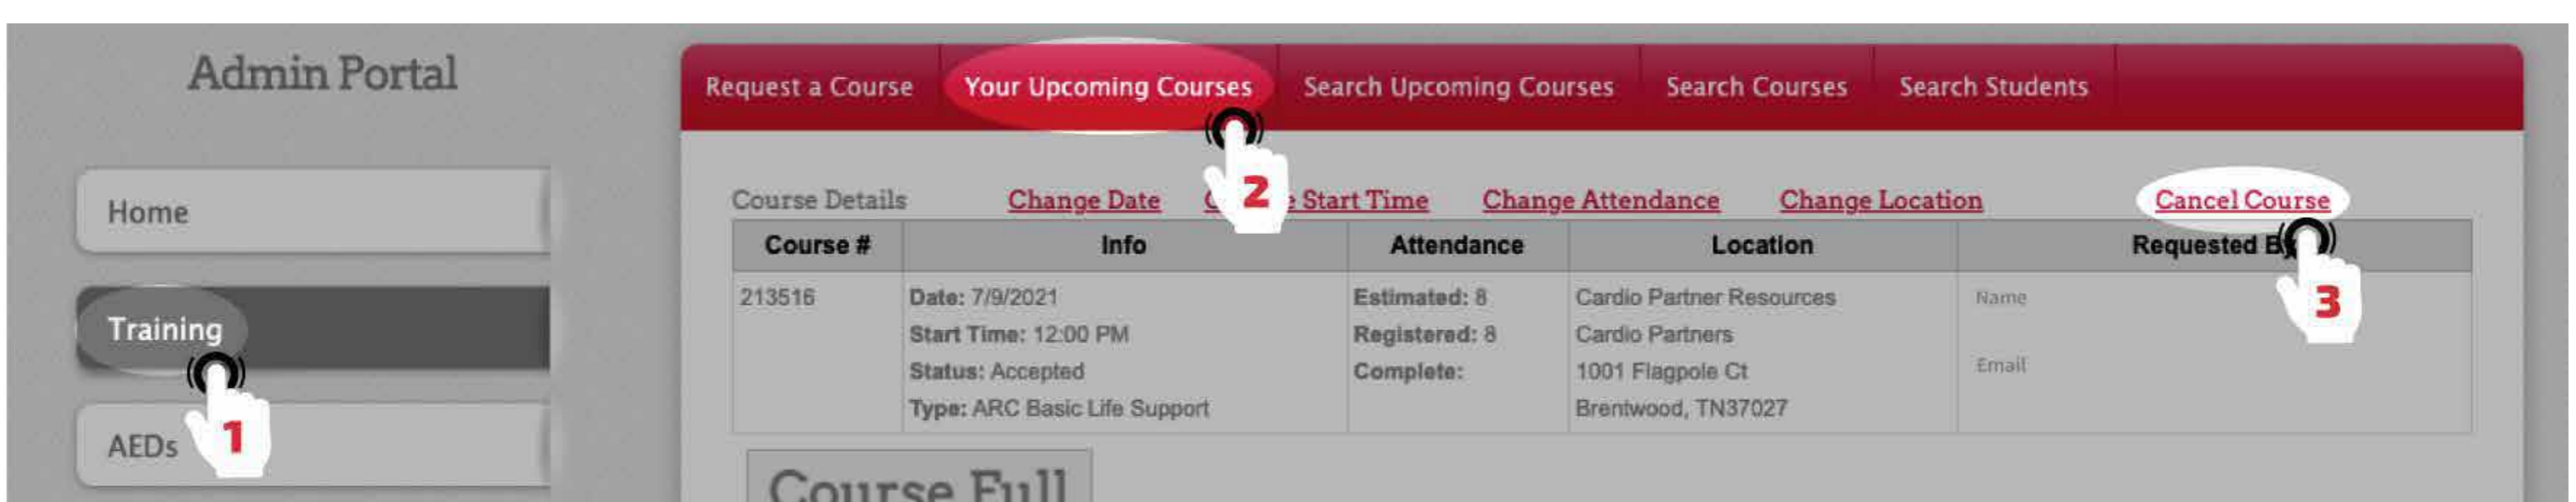 Admin Portal
Home
Training
1
AEDs
Request a Course Your Upcoming Courses Search Upcoming Courses Search Courses Search Students
2
Course Details Change Date Start Time Change Attendance Change Location Cancel Course
3
Course # Info Attendance Location Requested
213516 Date: 7/9/2021 Estimated: 8 Cardio Partner Resources Name
Start Time: 12:00 PM Registered: 8 Cardio Partners
Status: Accepted Complete: 1001 Flagpole Ct Email
Type: ARC Basic Life Support Brentwood, TN37027
Course Full